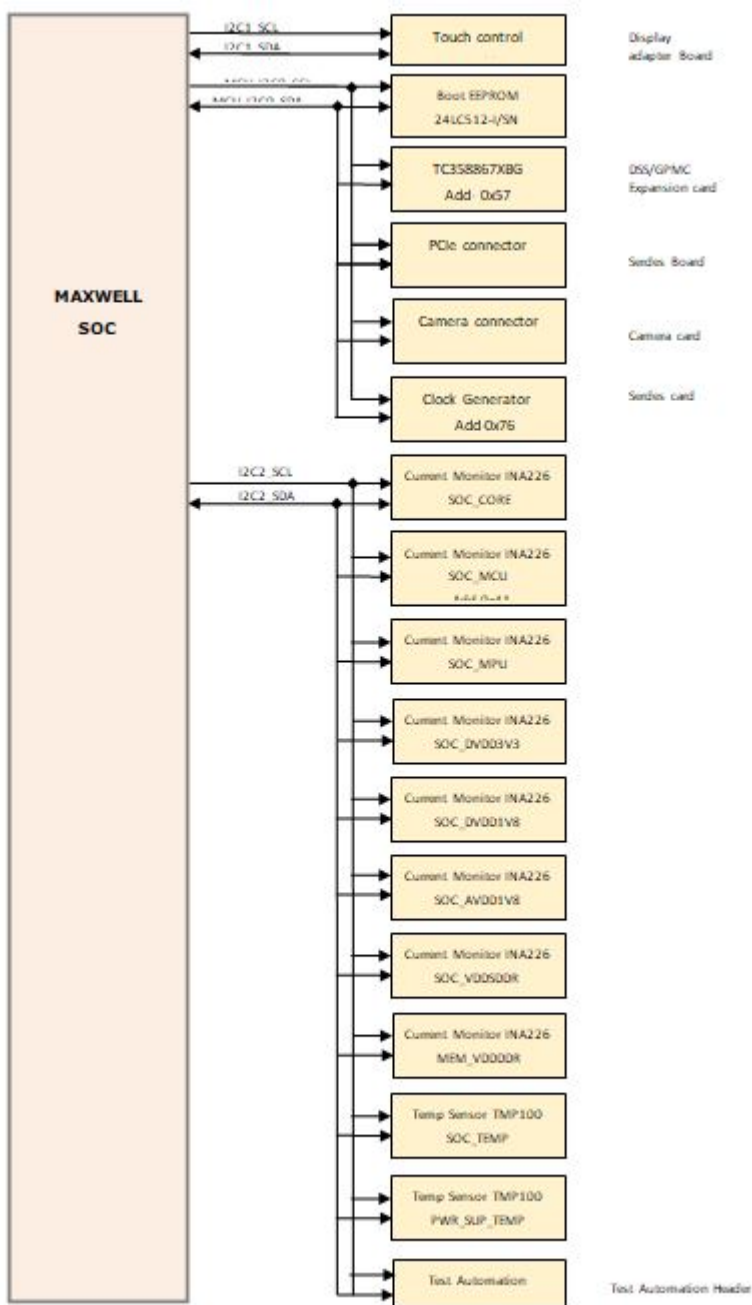 I2C1_SCL
I2C1_SDA
Touch control
Display
adapter Board
Boot EEPROM
24LC512-I/SN
TC358867XBG
Add- 0x57
DSS/GPMC
Expansion card
PCIe connector
Serdes Board
MAXWELL
SOC
Camera connector
Camera card
Clock Generator
Add 0x76
Serdes card
I2C2_SCL
I2C2_SDA
Current Monitor INA226
SOC_CORE
Current Monitor INA226
SOC_MCU
Current Monitor INA226
SOC_MPU
Current Monitor INA226
SOC_DVDD3V3
Current Monitor INA226
SOC_DVDD1V8
Current Monitor INA226
SOC_AVDD1V8
Current Monitor INA226
SOC_VDDSDDR
Current Monitor INA226
MEM_VDDDDR
Temp Sensor TMP100
SOC_TEMP
Temp Sensor TMP100
PWR_SUP_TEMP
Test Automation
Test Automation Header